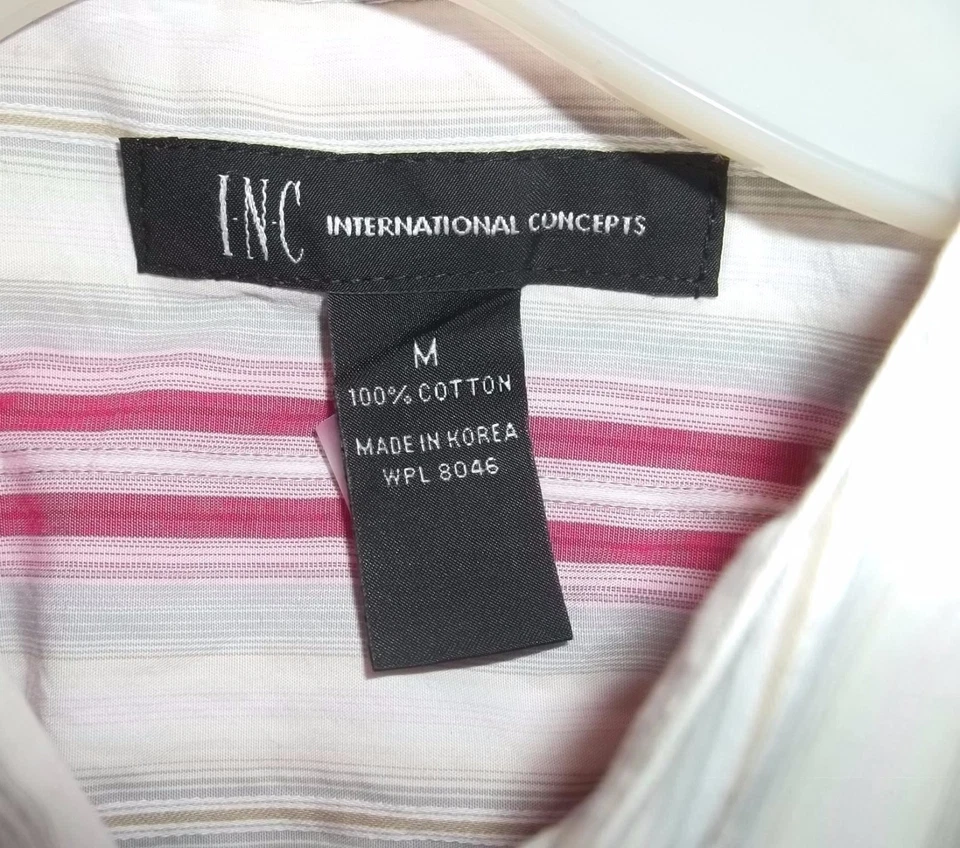 I·N·C INTERNATIONAL CONCEPTS
M
100% COTTON
MADE IN KOREA
WPL 8046